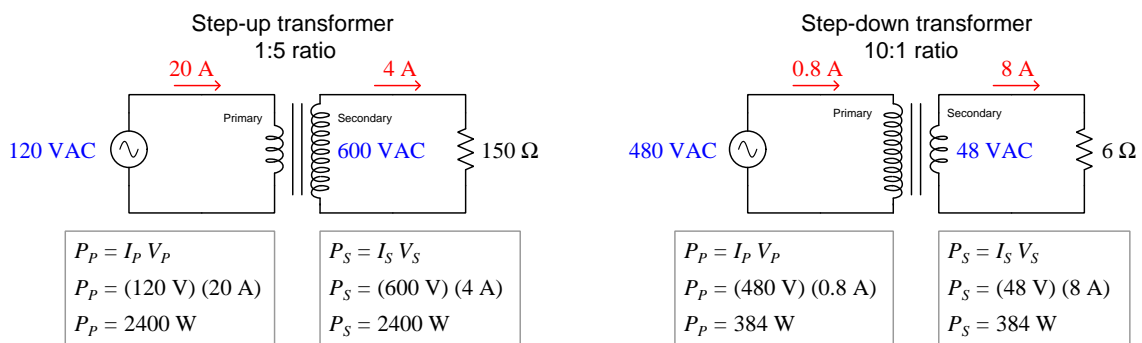 Step-up transformer
1:5 ratio
20 A
4 A
Primary
Secondary
120 VAC
600 VAC
150 Ω
P_P = I_P V_P
P_P = (120 V) (20 A)
P_P = 2400 W
P_S = I_S V_S
P_S = (600 V) (4 A)
P_S = 2400 W
Step-down transformer
10:1 ratio
0.8 A
8 A
Primary
Secondary
480 VAC
48 VAC
6 Ω
P_P = I_P V_P
P_P = (480 V) (0.8 A)
P_P = 384 W
P_S = I_S V_S
P_S = (48 V) (8 A)
P_S = 384 W